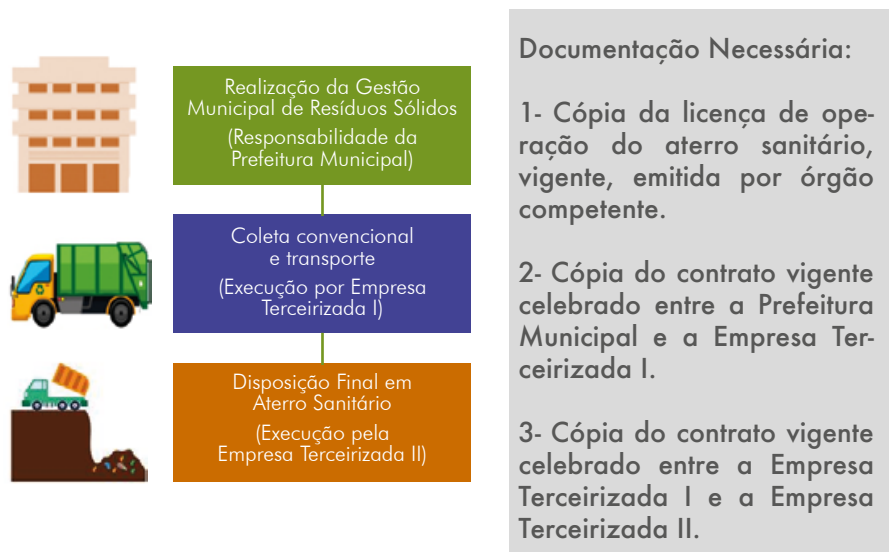 Realização da Gestão
Municipal de Resíduos Sólidos
(Responsabilidade da
Prefeitura Municipal)
Coleta convencional
e transporte
(Execução por Empresa
Terceirizada I)
Disposição Final em
Aterro Sanitário
(Execução pela
Empresa Terceirizada II)
Documentação Necessária:
1- Cópia da licença de ope-
ração do aterro sanitário,
vigente, emitida por órgão
competente.
2- Cópia do contrato vigente
celebrado entre a Prefeitura
Municipal e a Empresa Ter-
ceirizada I.
3- Cópia do contrato vigente
celebrado entre a Empresa
Terceirizada I e a Empresa
Terceirizada II.